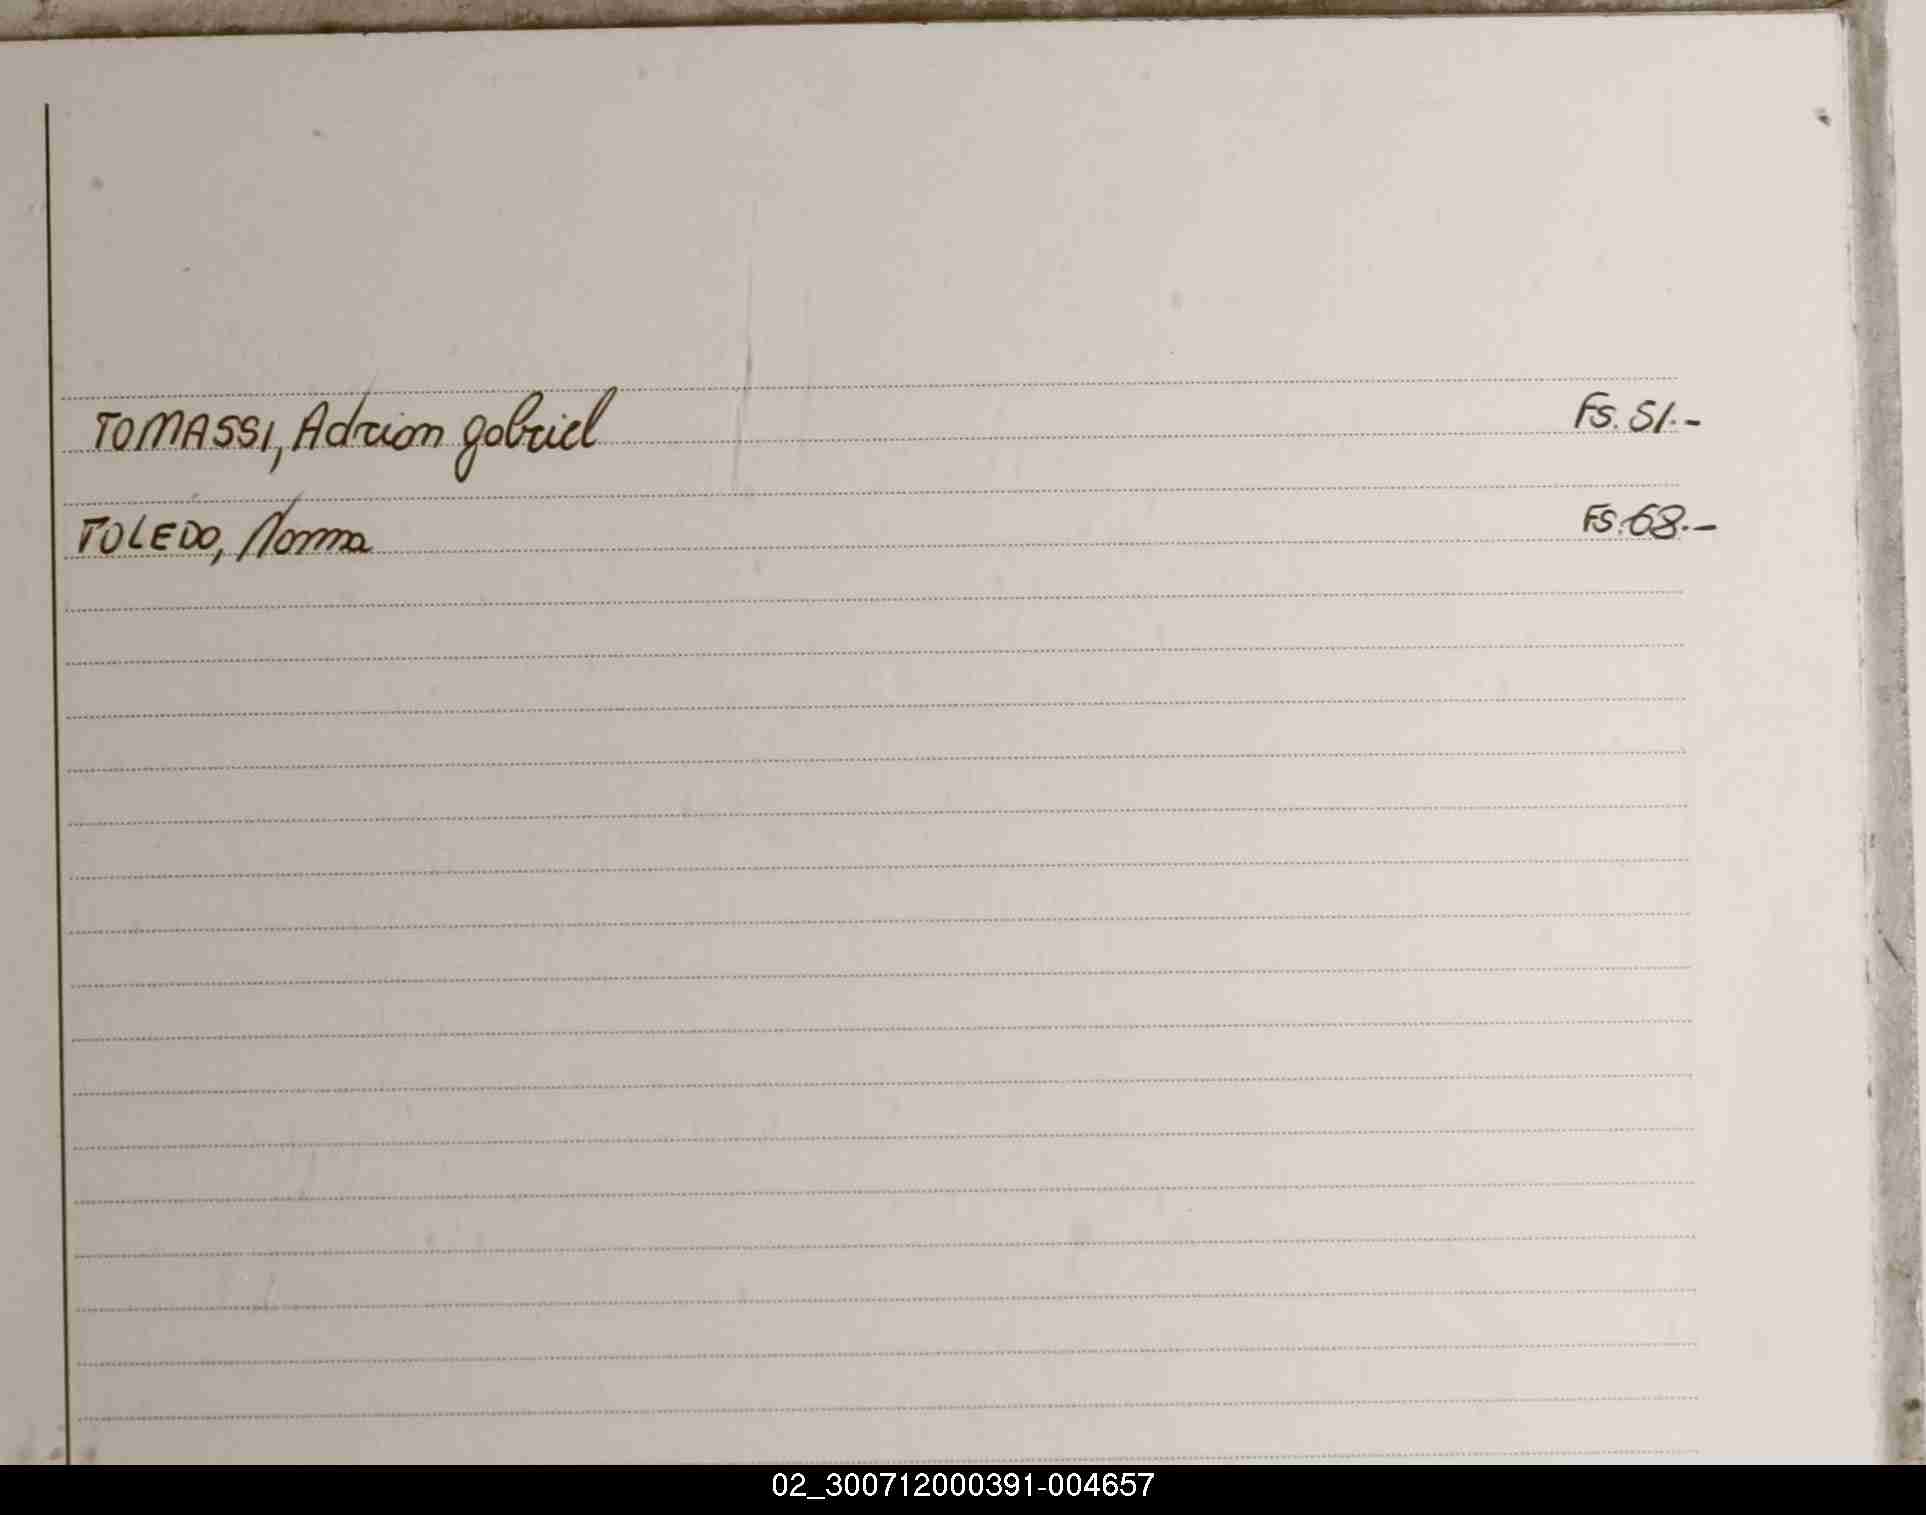 TOMASSI, Adrian gabriel Fs. 51.-
TOLEDO, Norma Fs. 68.-
02_300712000391-004657